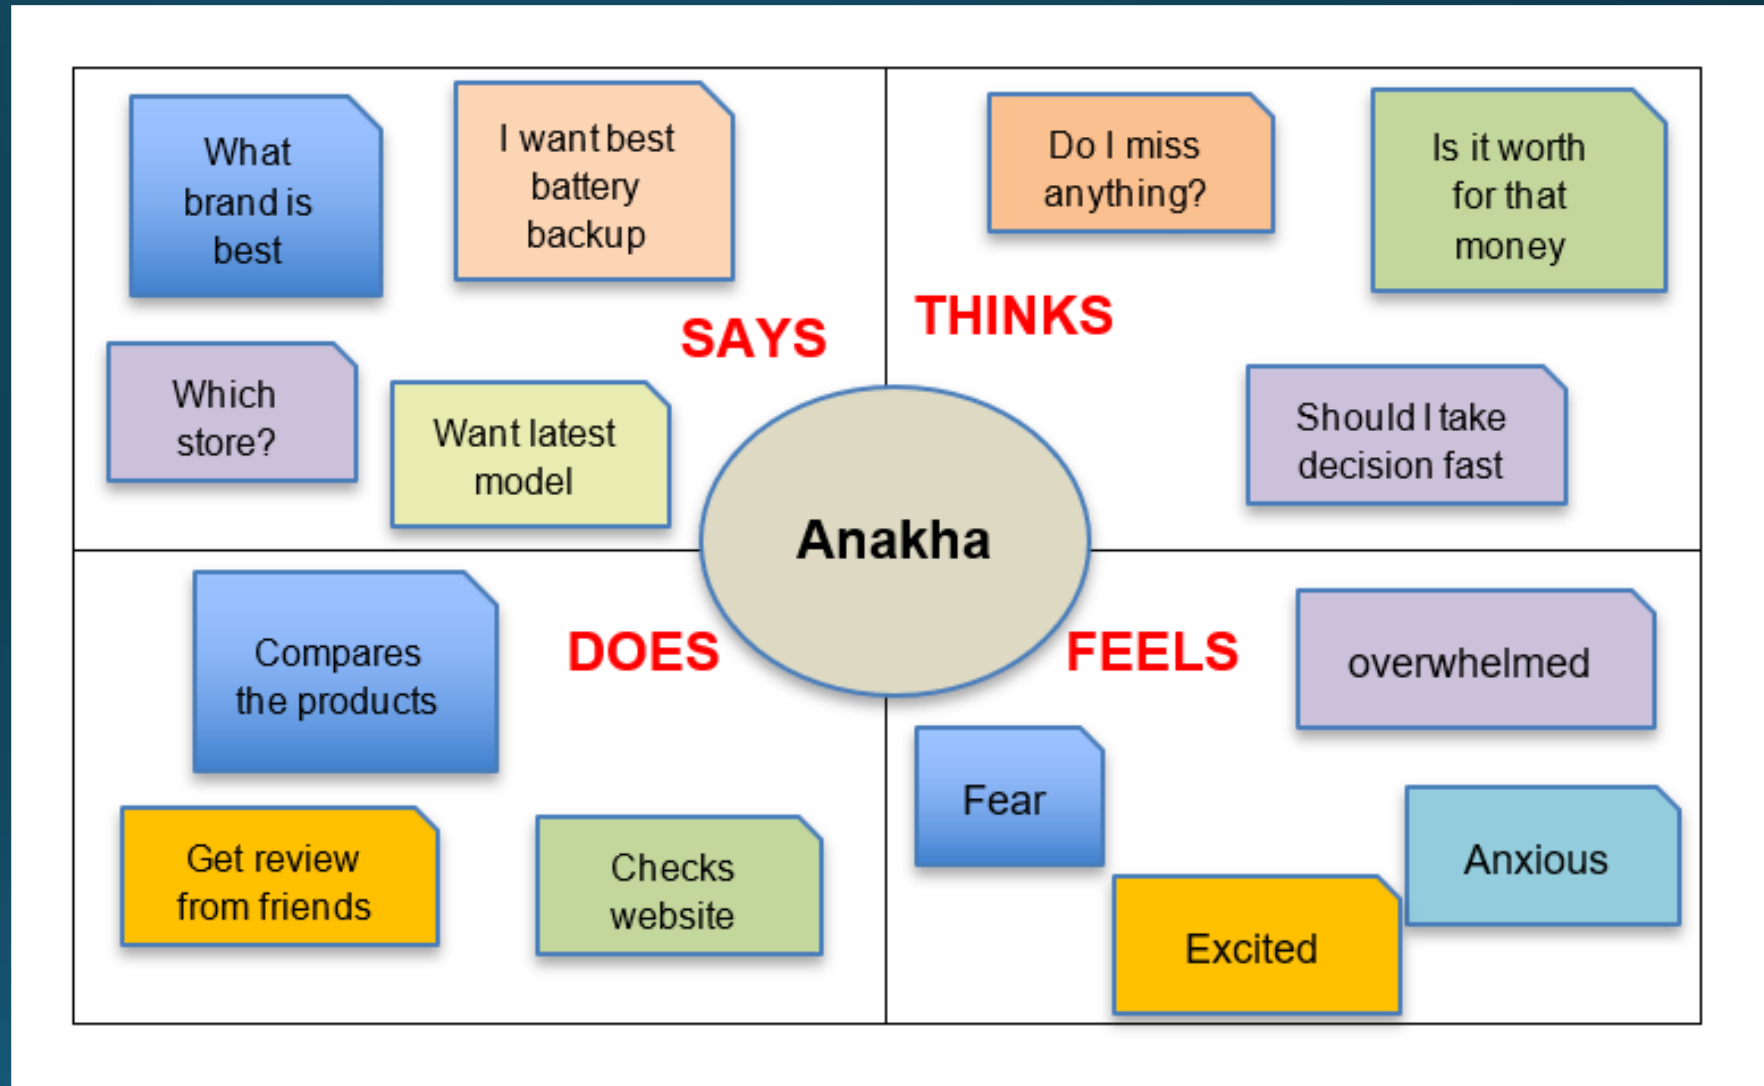 What
brand is
best
I want best
battery
backup
Which
store?
Want latest
model
SAYS
Do I miss
anything?
Is it worth
for that
money
THINKS
Should I take
decision fast
Anakha
Compares
the products
DOES
Get review
from friends
Checks
website
FEELS
overwhelmed
Fear
Anxious
Excited